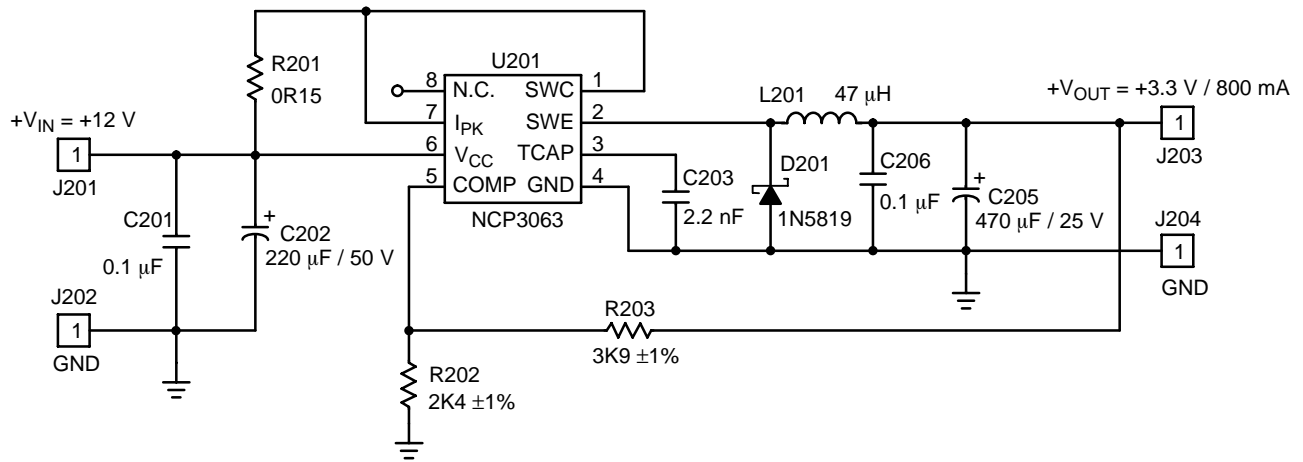 U201
R201
0R15
8 N.C. SWC 1
7 IPK SWE 2
6 VCC TCAP 3
5 COMP GND 4
NCP3063
+VIN = +12 V
1
J201
C201
0.1 μF
+
C202
220 μF / 50 V
J202
1
GND
L201 47 μH
+VOUT = +3.3 V / 800 mA
1
J203
C203
2.2 nF
D201
1N5819
C206
0.1 μF
+
C205
470 μF / 25 V
J204
1
GND
R203
3K9 ±1%
R202
2K4 ±1%